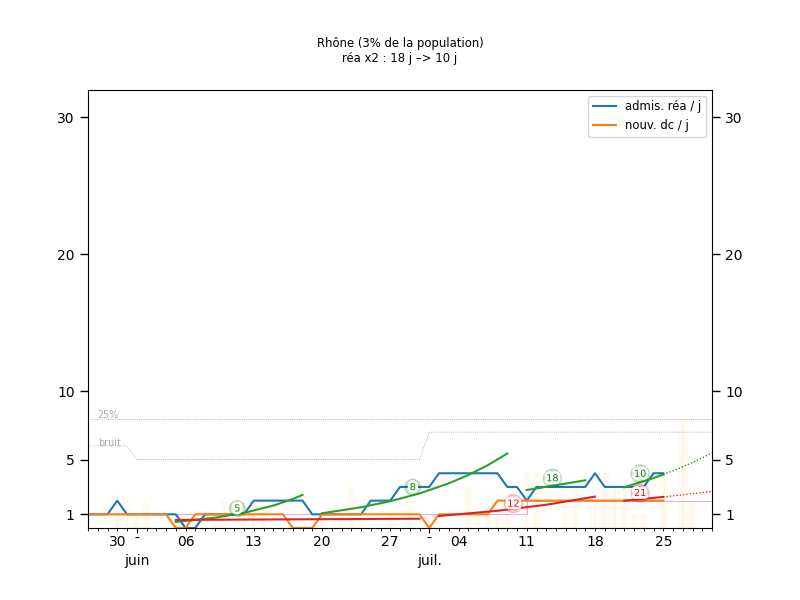 Rhône (3% de la population)
réa x2 : 18 j –> 10 j
admis. réa / j
nouv. dc / j
30 30
20 20
10 10
25%
bruit
5 5
10
18
8
21
12
5
1 1
30 - 06 13 20 27 - 04 11 18 25
juin juil.